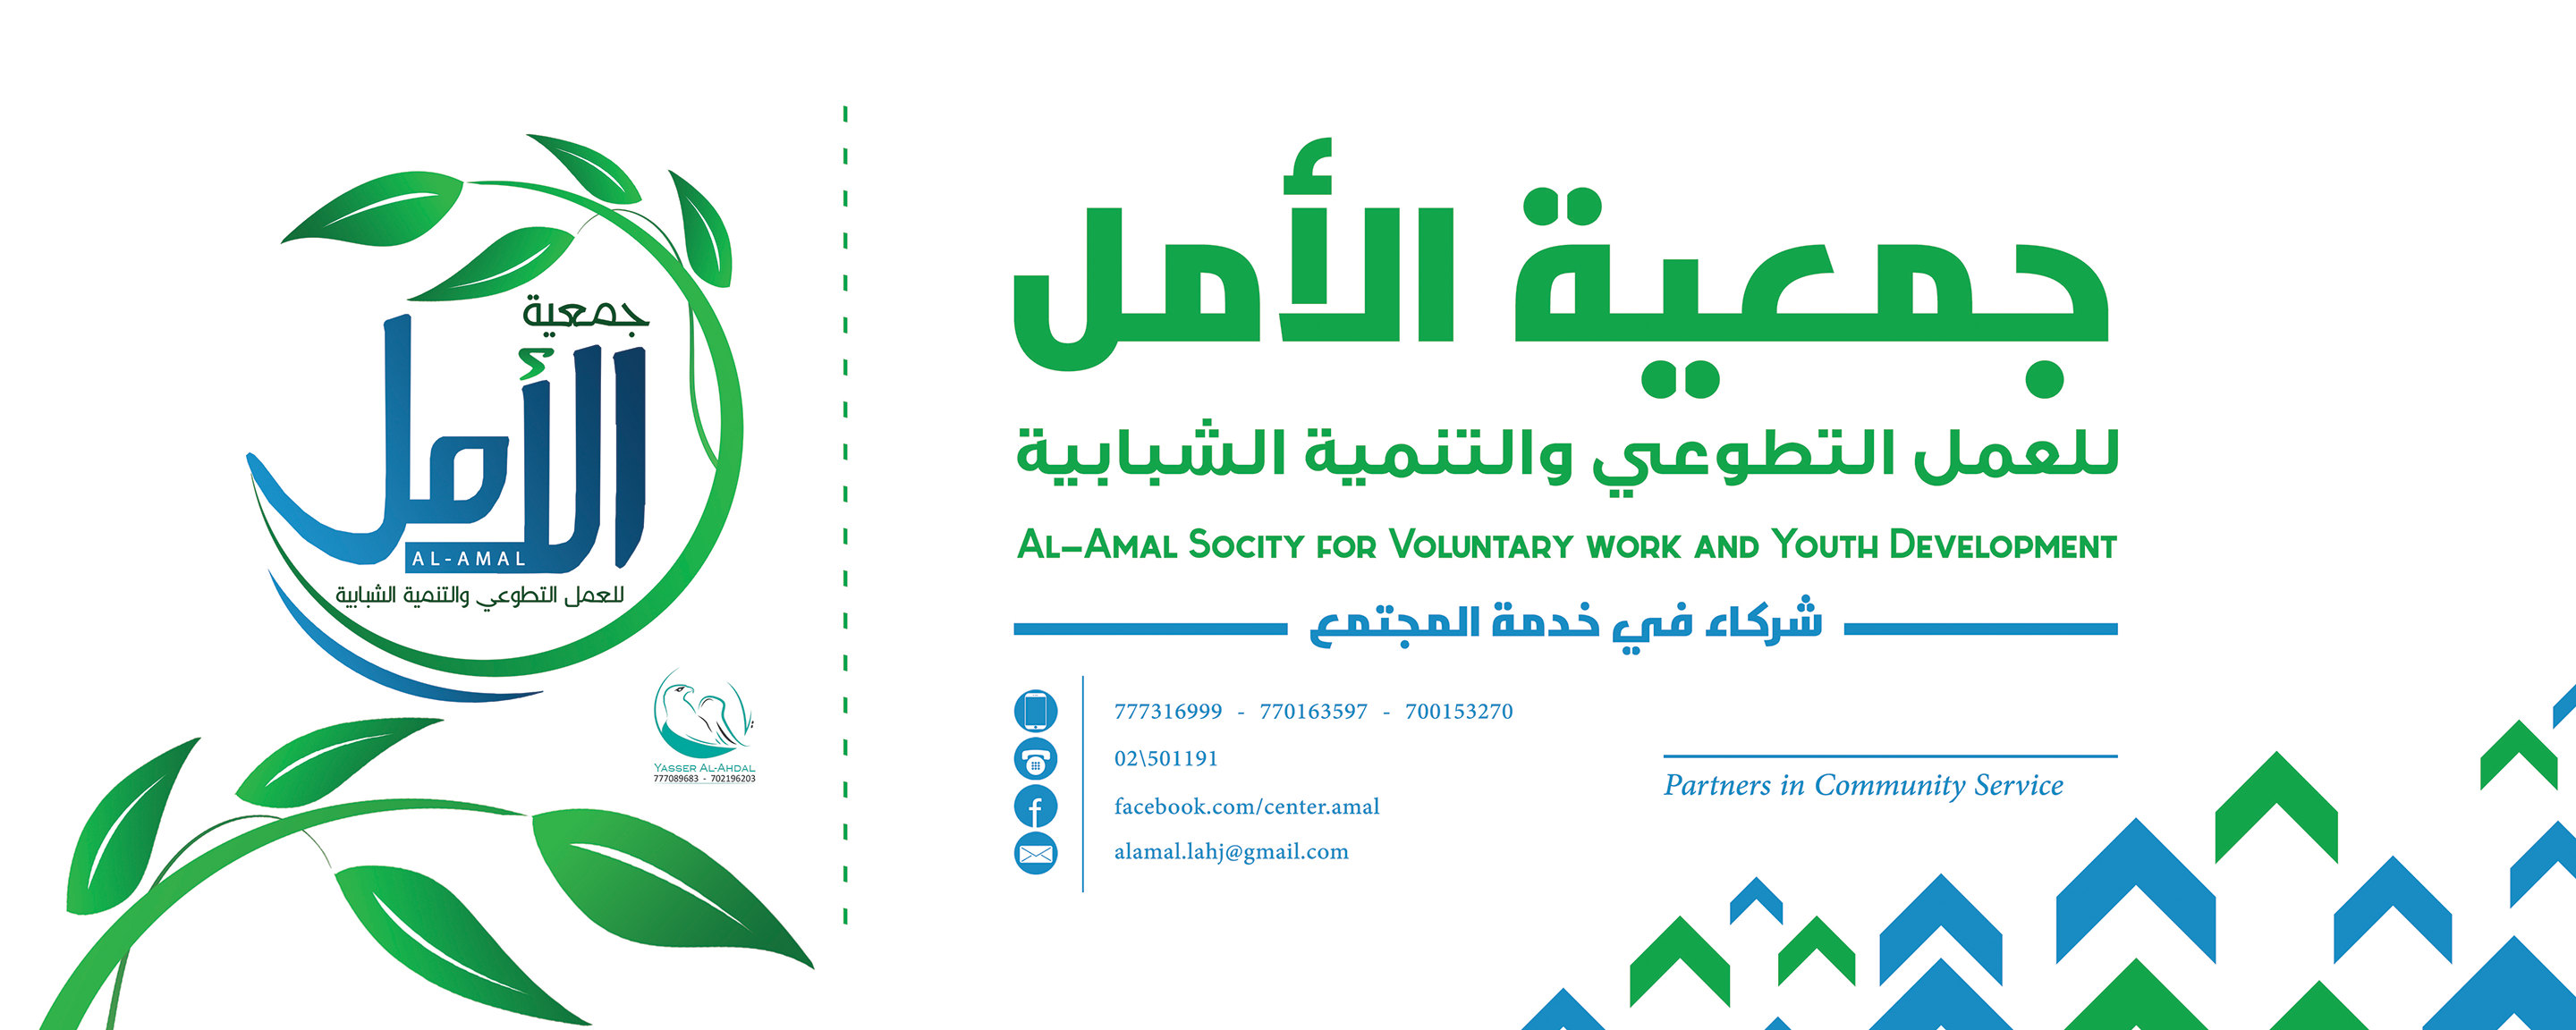 جمعية
الأمل
AL-AMAL
للعمل التطوعي والتنمية الشبابية
YASSER AL-AHDAL
777089683 - 702196203
جمعية الأمل
للعمل التطوعي والتنمية الشبابية
AL-AMAL SOCITY FOR VOLUNTARY WORK AND YOUTH DEVELOPMENT
شركاء في خدمة المجتمع
777316999 - 770163597 - 700153270
02\501191
facebook.com/center.amal
alamal.lahj@gmail.com
Partners in Community Service